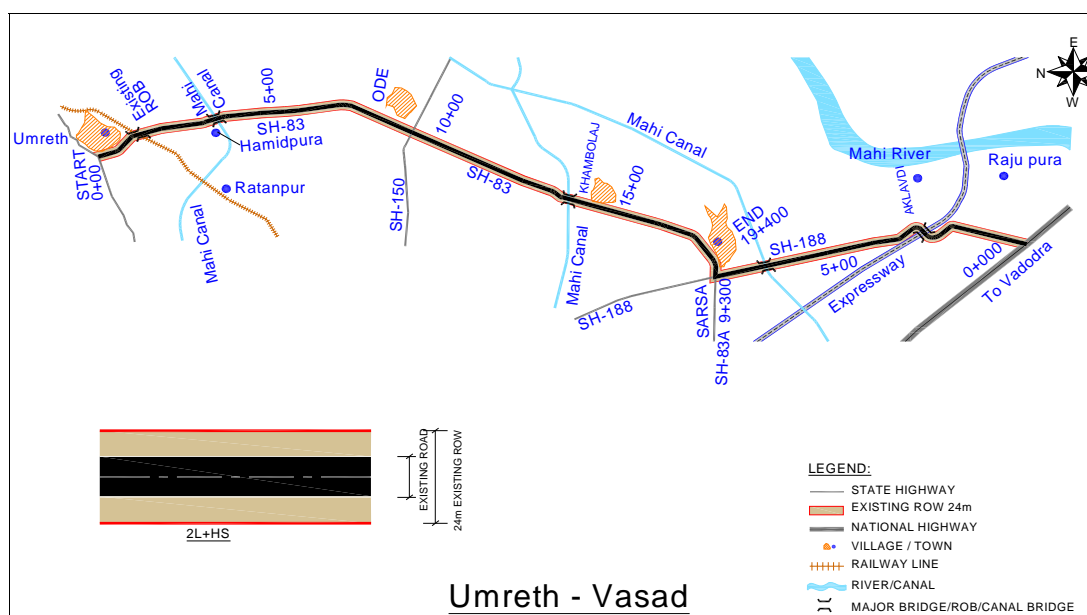 E
N
W
Umreth
START
0+00
Existing
ROB
Mahi
Canal
5+00
SH-83
Hamidpura
Ratanpur
Mahi Canal
ODE
10+00
SH-150
SH-83
KHAMBOLAJ
15+00
Mahi Canal
Mahi Canal
SH-188
END
19+400
SARSA
SH-83A 9+300
SH-188
5+00
Expressway
Mahi River
AKLAVDI
Raju pura
0+000
To Vadodra
EXISTING ROAD
24m EXISTING ROW
2L+HS
LEGEND:
STATE HIGHWAY
EXISTING ROW 24m
NATIONAL HIGHWAY
VILLAGE / TOWN
RAILWAY LINE
RIVER/CANAL
MAJOR BRIDGE/ROB/CANAL BRIDGE
Umreth - Vasad